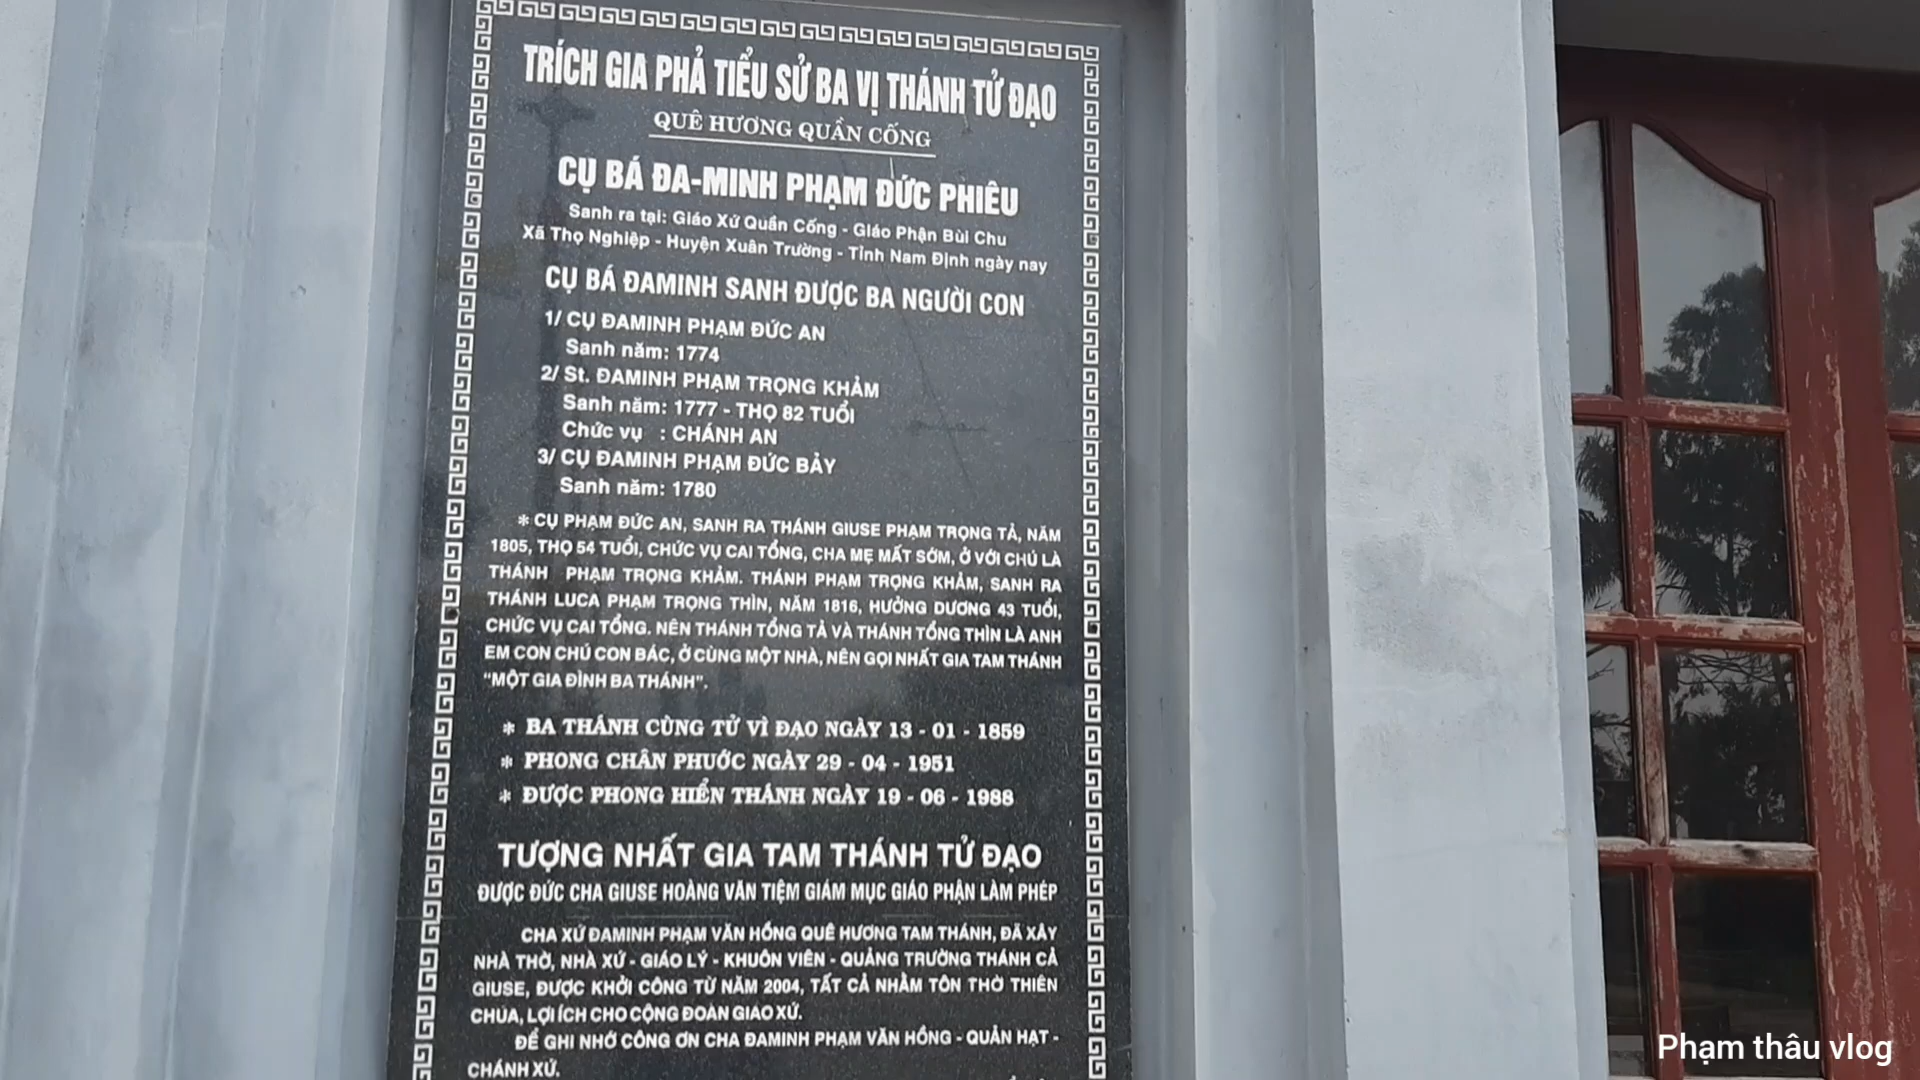 TRÍCH GIA PHẢ TIỂU SỬ BA VỊ THÁNH TỬ ĐẠO
QUÊ HƯƠNG QUẦN CỐNG
CỤ BÁ ĐA-MINH PHẠM ĐỨC PHIÊU
Sanh ra tại: Giáo Xứ Quần Cống - Giáo Phận Bùi Chu
Xã Thọ Nghiệp - Huyện Xuân Trường - Tỉnh Nam Định ngày nay
CỤ BÁ ĐAMINH SANH ĐƯỢC BA NGƯỜI CON
1/ CỤ ĐAMINH PHẠM ĐỨC AN
Sanh năm: 1774
2/ St. ĐAMINH PHẠM TRỌNG KHẢM
Sanh năm: 1777 - THỌ 82 TUỔI
Chức vụ : CHÁNH AN
3/ CỤ ĐAMINH PHẠM ĐỨC BẢY
Sanh năm: 1780
* CỤ PHẠM ĐỨC AN, SANH RA THÁNH GIUSE PHẠM TRỌNG TẢ, NĂM
1805, THỌ 54 TUỔI, CHỨC VỤ CAI TỔNG, CHA MẸ MẤT SỚM, Ở VỚI CHÚ LÀ
THÁNH PHẠM TRỌNG KHẢM. THÁNH PHẠM TRỌNG KHẢM, SANH RA
THÁNH LUCA PHẠM TRỌNG THÌN, NĂM 1816, HƯỞNG DƯƠNG 43 TUỔI,
CHỨC VỤ CAI TỔNG. NÊN THÁNH TỔNG TẢ VÀ THÁNH TỔNG THÌN LÀ ANH
EM CON CHÚ CON BÁC, Ở CÙNG MỘT NHÀ, NÊN GỌI NHẤT GIA TAM THÁNH
"MỘT GIA ĐÌNH BA THÁNH".
* BA THÁNH CÙNG TỬ VÌ ĐẠO NGÀY 13 - 01 - 1859
* PHONG CHÂN PHƯỚC NGÀY 29 - 04 - 1951
* ĐƯỢC PHONG HIỂN THÁNH NGÀY 19 - 06 - 1988
TƯỢNG NHẤT GIA TAM THÁNH TỬ ĐẠO
ĐƯỢC ĐỨC CHA GIUSE HOÀNG VĂN TIỆM GIÁM MỤC GIÁO PHẬN LÀM PHÉP
CHA XỨ ĐAMINH PHẠM VĂN HỒNG QUÊ HƯƠNG TAM THÁNH, ĐÃ XÂY
NHÀ THỜ, NHÀ XỨ - GIÁO LÝ - KHUÔN VIÊN - QUẢNG TRƯỜNG THÁNH CẢ
GIUSE, ĐƯỢC KHỞI CÔNG TỪ NĂM 2004, TẤT CẢ NHẰM TÔN THỜ THIÊN
CHÚA, LỢI ÍCH CHO CỘNG ĐOÀN GIÁO XỨ.
ĐỂ GHI NHỚ CÔNG ƠN CHA ĐAMINH PHẠM VĂN HỒNG - QUẢN HẠT -
CHÁNH XỨ.
Phạm thâu vlog